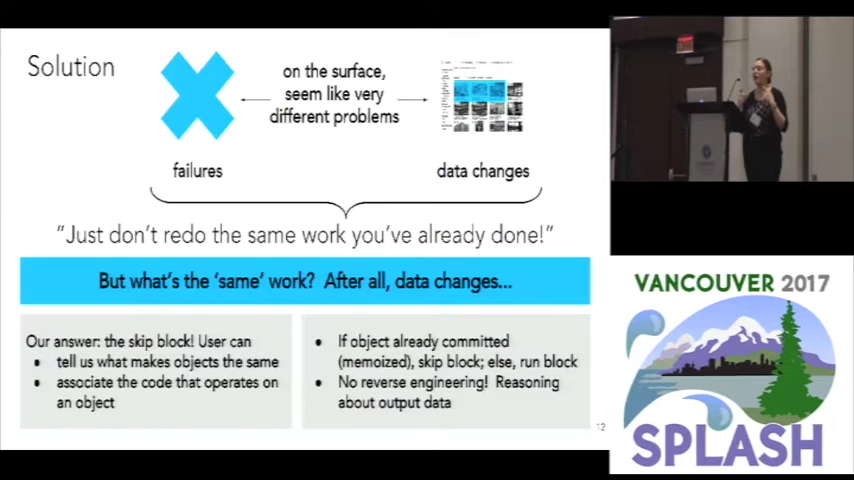 Solution
on the surface,
seem like very
different problems
failures
data changes
"Just don't redo the same work you've already done!"
But what's the 'same' work? After all, data changes...
Our answer: the skip block! User can
• tell us what makes objects the same
• associate the code that operates on
an object
• If object already committed
(memoized), skip block; else, run block
• No reverse engineering! Reasoning
about output data
12
VANCOUVER 2017
SPLASH